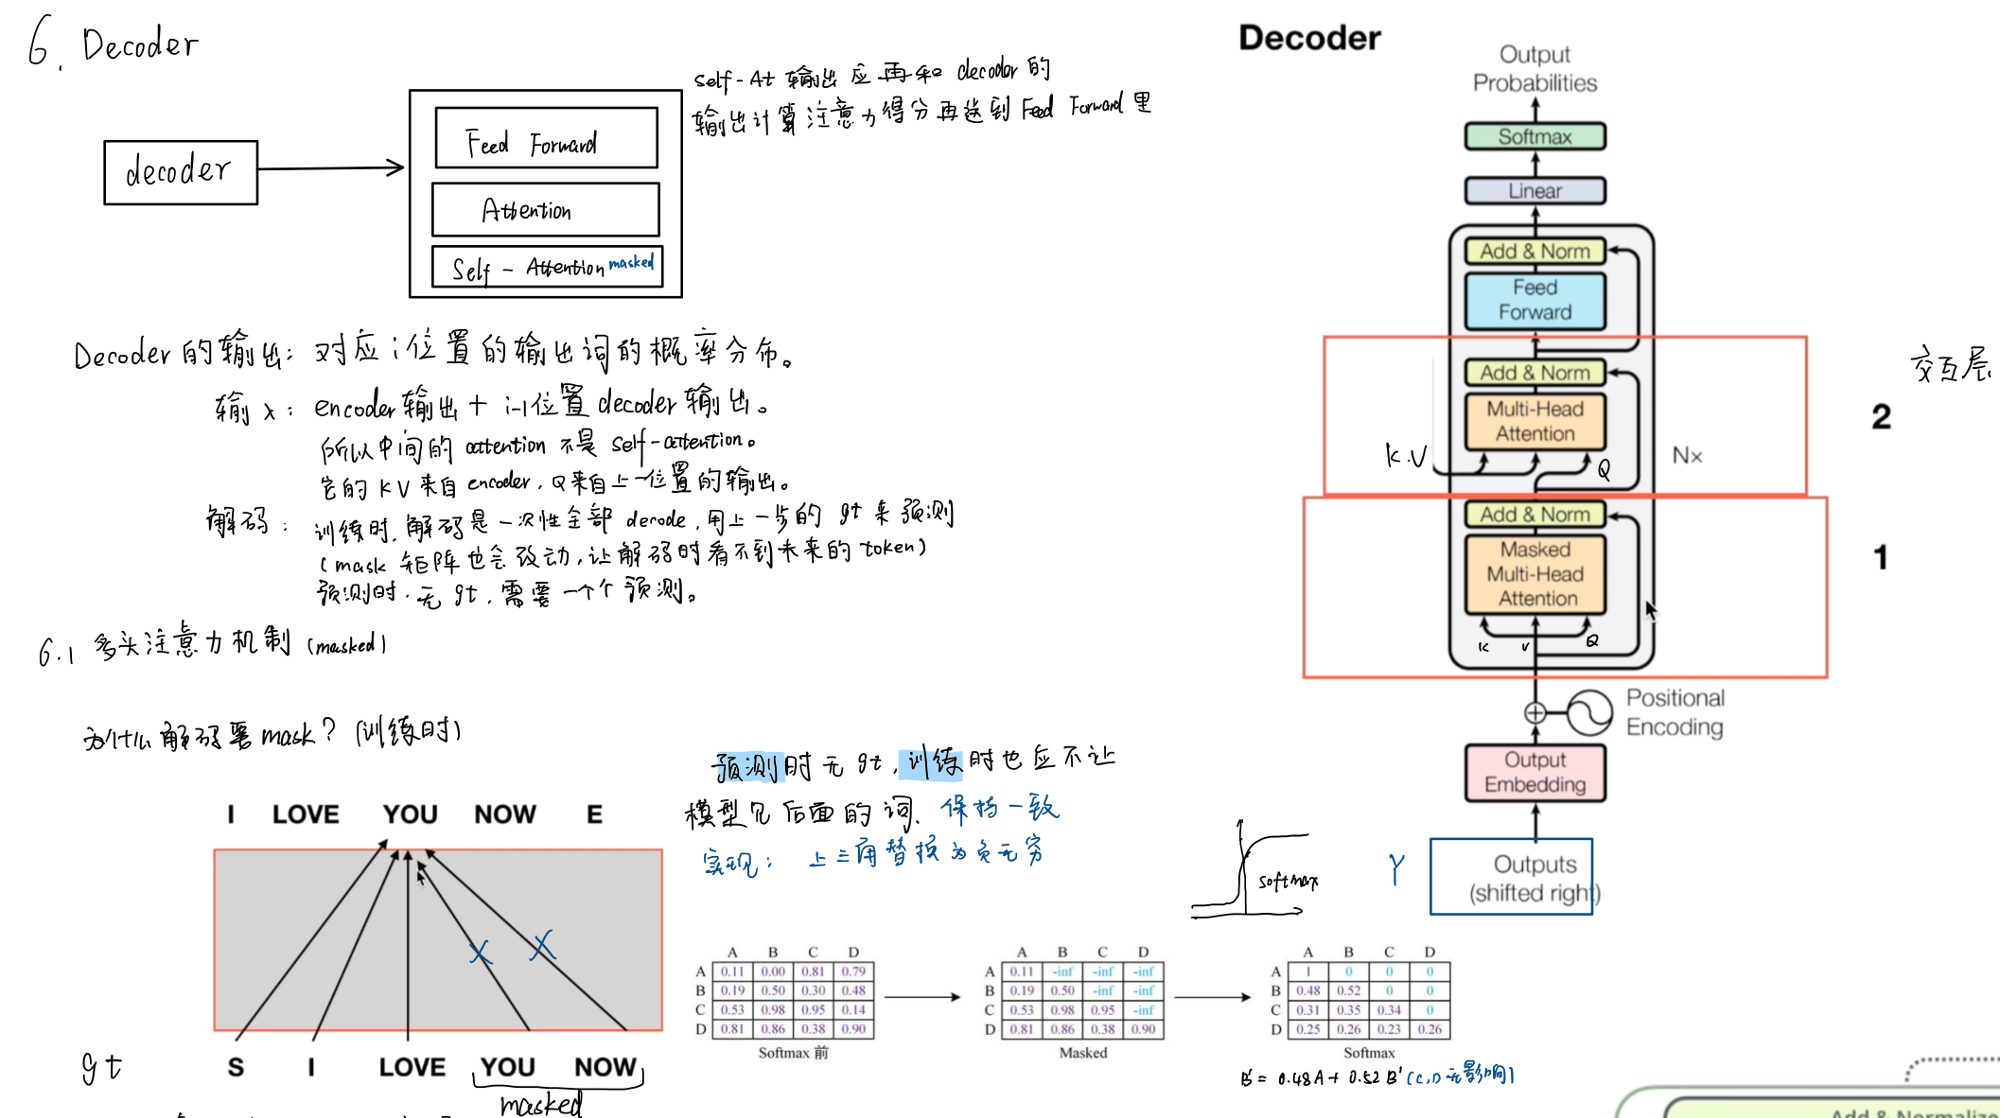 6. Decoder
decoder
Feed Forward
Attention
Self-Attention masked
self-At 输出应再和 decoder 的
输出计算注意力得分再送到 Feed Forward 里
Decoder 的输出：对应 i 位置的输出词的概率分布。
输入：encoder 输出 + i-1 位置 decoder 输出。
所以中间的 attention 不是 self-attention。
它的 KV 来自 encoder，Q 来自上一位置的输出。
解码：训练时，解码是一次性全部 decode，用上一步的 gt 来预测
（mask 矩阵也会改动，让解码时看不到未来的 token）
预测时，无 gt，需要一个个预测。
6.1 多头注意力机制 (masked)
为什么解码要 mask？(训练时)
I LOVE YOU NOW E
gt S I LOVE YOU NOW
masked
预测时无 gt，训练时也应不让
模型见后面的词，保持一致
实现：上三角替换为负无穷
softmax
A B C D
A 0.11 0.00 0.81 0.79
B 0.19 0.50 0.30 0.48
C 0.53 0.98 0.95 0.14
D 0.81 0.86 0.38 0.90
Softmax 前
A B C D
A 0.11 -inf -inf -inf
B 0.19 0.50 -inf -inf
C 0.53 0.98 0.95 -inf
D 0.81 0.86 0.38 0.90
Masked
A B C D
A 1 0 0 0
B 0.48 0.52 0 0
C 0.31 0.35 0.34 0
D 0.25 0.26 0.23 0.26
Softmax
B' = 0.48A + 0.52B' (C,D 无影响)
Decoder
Output
Probabilities
Softmax
Linear
Add & Norm
Feed
Forward
Add & Norm
Multi-Head
Attention
K.V
Q
N×
交互层
2
Add & Norm
Masked
Multi-Head
Attention
K V Q
1
Positional
Encoding
Output
Embedding
Y
Outputs
(shifted right)
Add & Normalize